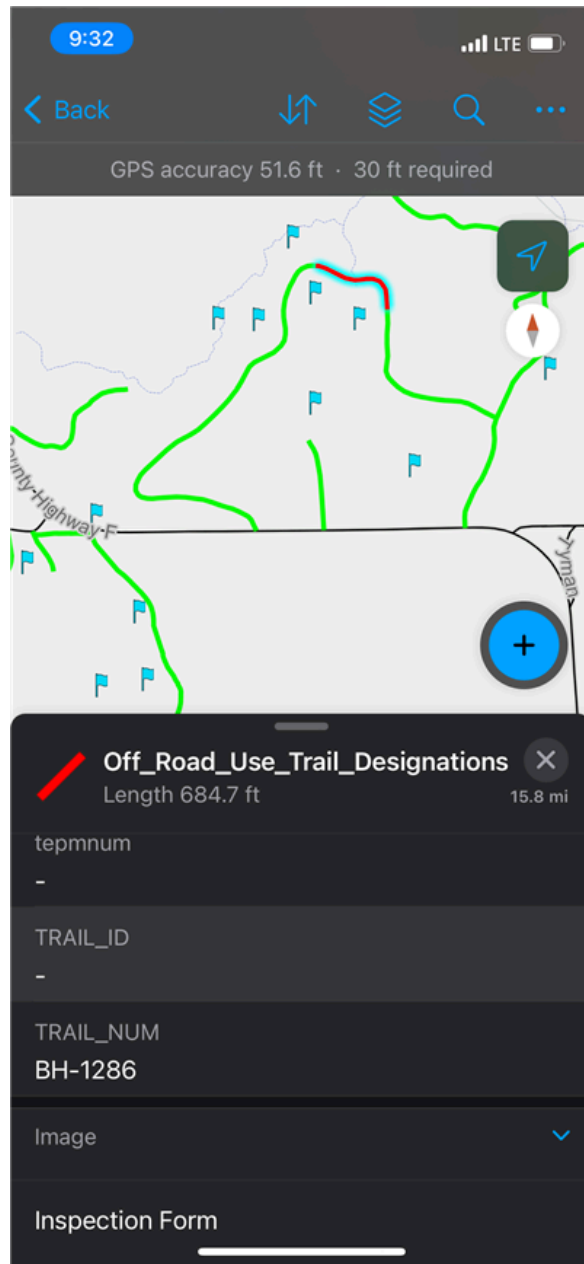 9:32
LTE
Back
GPS accuracy 51.6 ft · 30 ft required
County Highway F
Hyman
+
Off_Road_Use_Trail_Designations
Length 684.7 ft
15.8 mi
tepmnum
-
TRAIL_ID
-
TRAIL_NUM
BH-1286
Image
Inspection Form